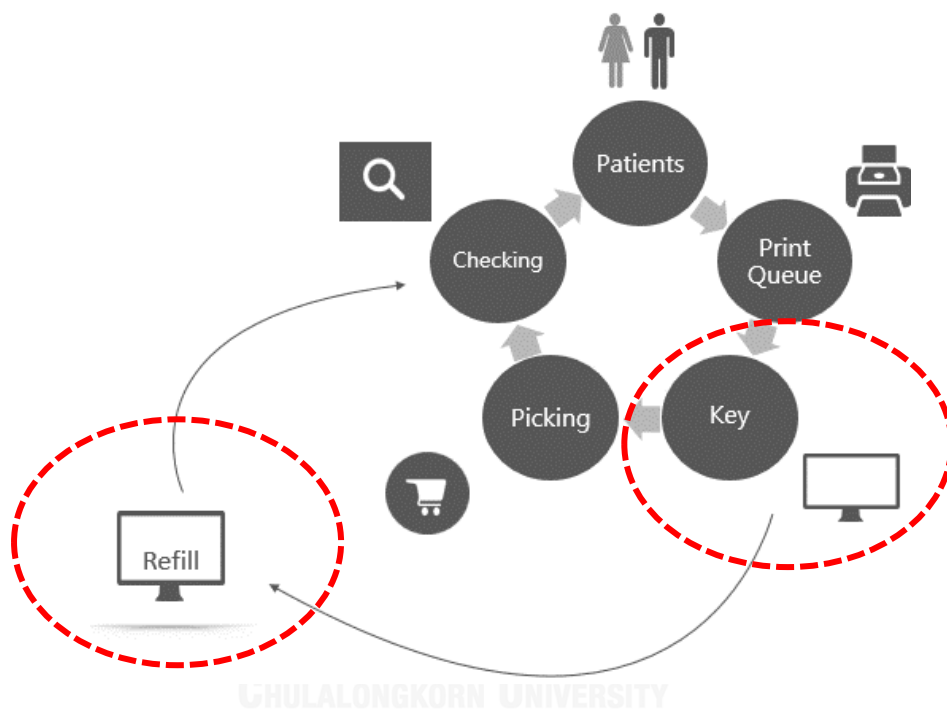 Patients
Print
Queue
Checking
Picking
Key
Refill
CHULALONGKORN UNIVERSITY